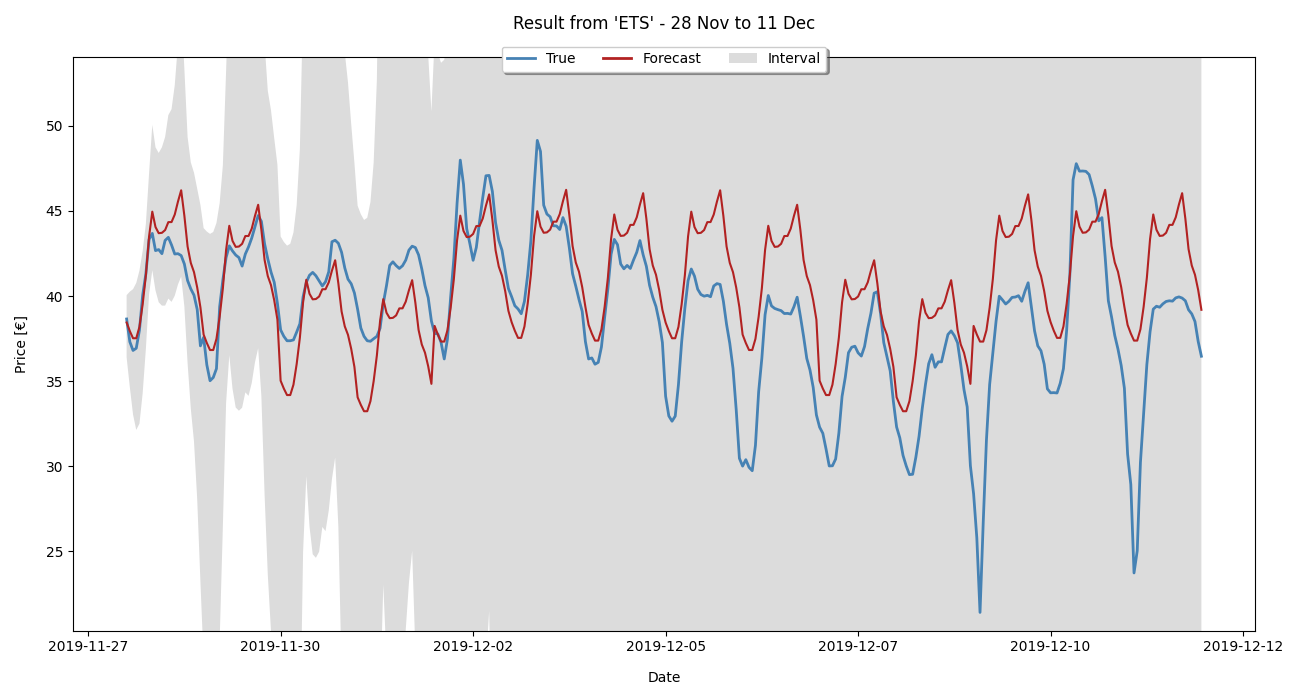 Result from 'ETS' - 28 Nov to 11 Dec
True Forecast Interval
Price [€]
50
45
40
35
30
25
2019-11-27 2019-11-30 2019-12-02 2019-12-05 2019-12-07 2019-12-10 2019-12-12
Date